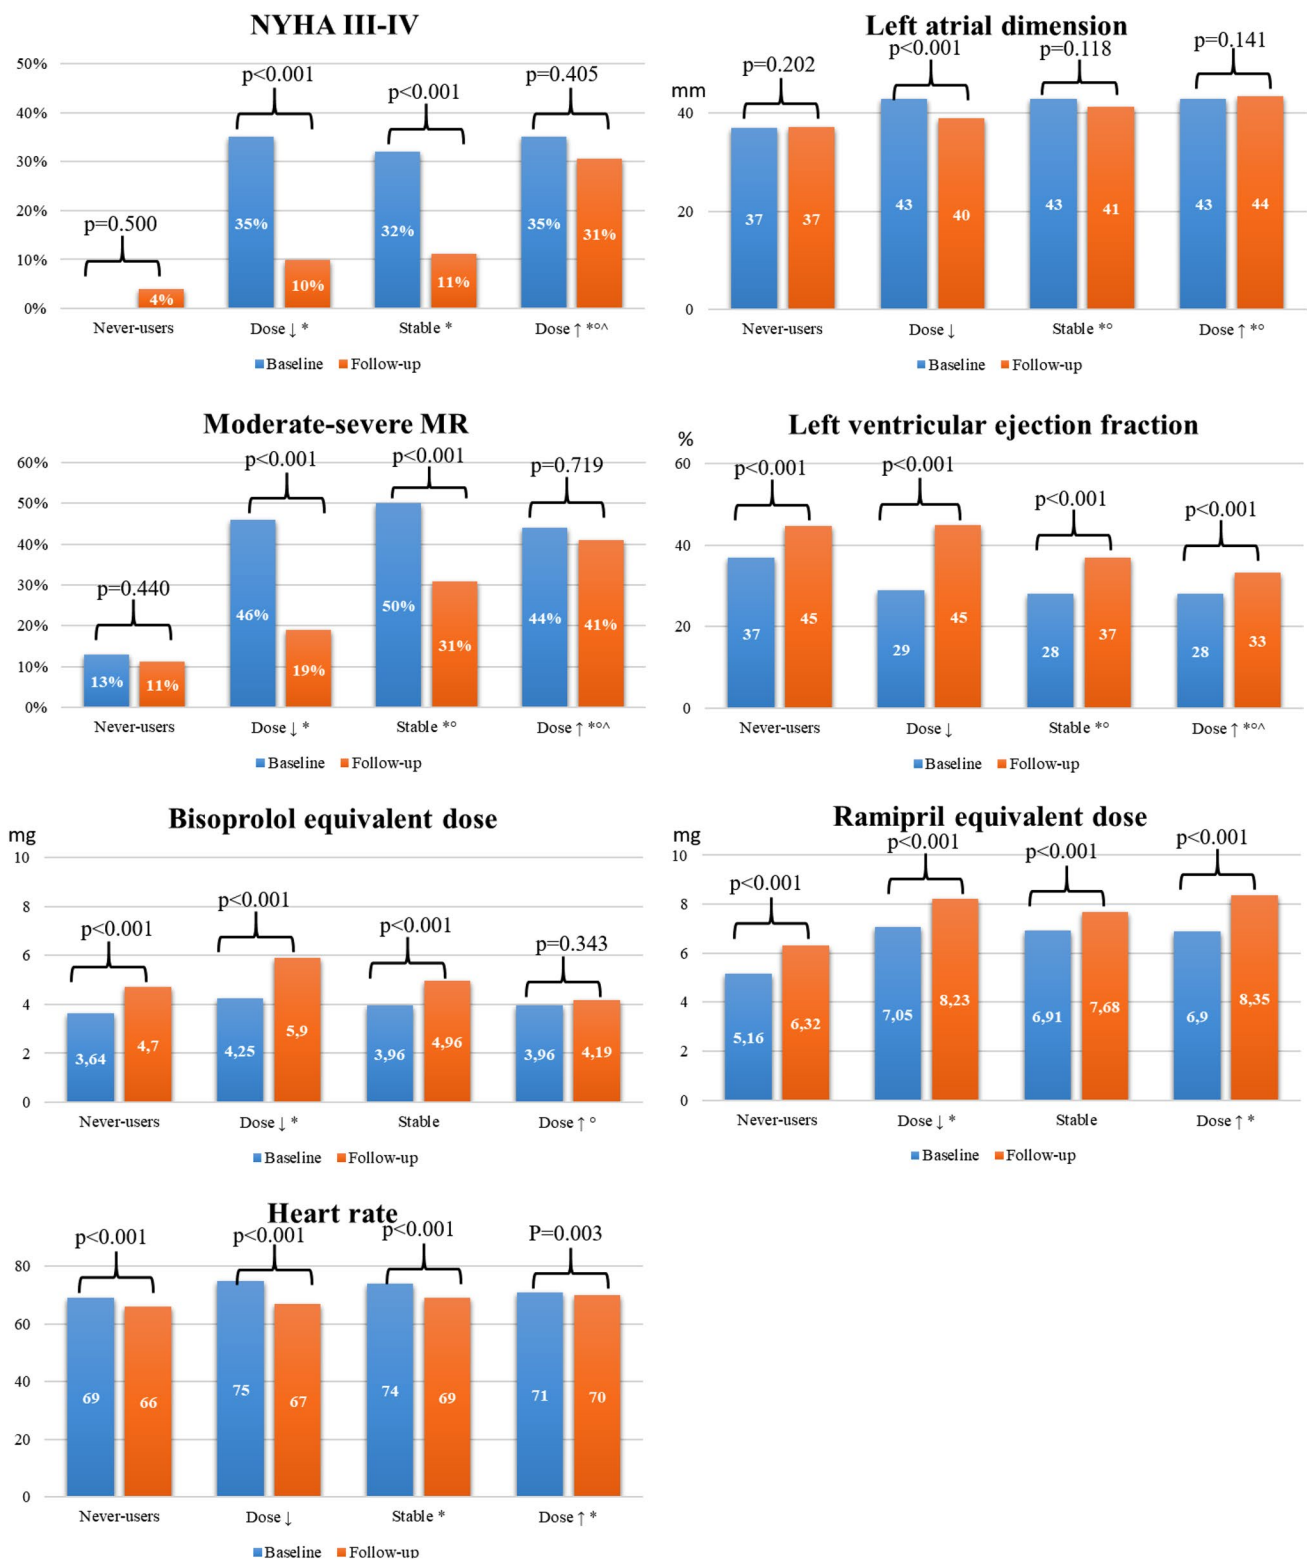 NYHA III-IV
50%
40%
30%
20%
10%
0%
p=0.500
p<0.001
p<0.001
p=0.405
4%
35%
10%
32%
11%
35%
31%
Never-users
Dose ↓ *
Stable *
Dose ↑ *°^
Baseline
Follow-up
Left atrial dimension
mm
40
20
0
p=0.202
p<0.001
p=0.118
p=0.141
37
37
43
40
43
41
43
44
Never-users
Dose ↓
Stable *°
Dose ↑ *°
Baseline
Follow-up
Moderate-severe MR
60%
50%
40%
30%
20%
10%
0%
p=0.440
p<0.001
p<0.001
p=0.719
13%
11%
46%
19%
50%
31%
44%
41%
Never-users
Dose ↓ *
Stable *°
Dose ↑ *°^
Baseline
Follow-up
Left ventricular ejection fraction
%
60
40
20
0
p<0.001
p<0.001
p<0.001
p<0.001
37
45
29
45
28
37
28
33
Never-users
Dose ↓
Stable *°
Dose ↑ *°^
Baseline
Follow-up
Bisoprolol equivalent dose
mg
10
8
6
4
2
0
p<0.001
p<0.001
p<0.001
p=0.343
3,64
4,7
4,25
5,9
3,96
4,96
3,96
4,19
Never-users
Dose ↓ *
Stable
Dose ↑ °
Baseline
Follow-up
Ramipril equivalent dose
mg
10
8
6
4
2
0
p<0.001
p<0.001
p<0.001
p<0.001
5,16
6,32
7,05
8,23
6,91
7,68
6,9
8,35
Never-users
Dose ↓ *
Stable
Dose ↑ *
Baseline
Follow-up
Heart rate
80
60
40
20
0
p<0.001
p<0.001
p<0.001
P=0.003
69
66
75
67
74
69
71
70
Never-users
Dose ↓
Stable *
Dose ↑ *
Baseline
Follow-up